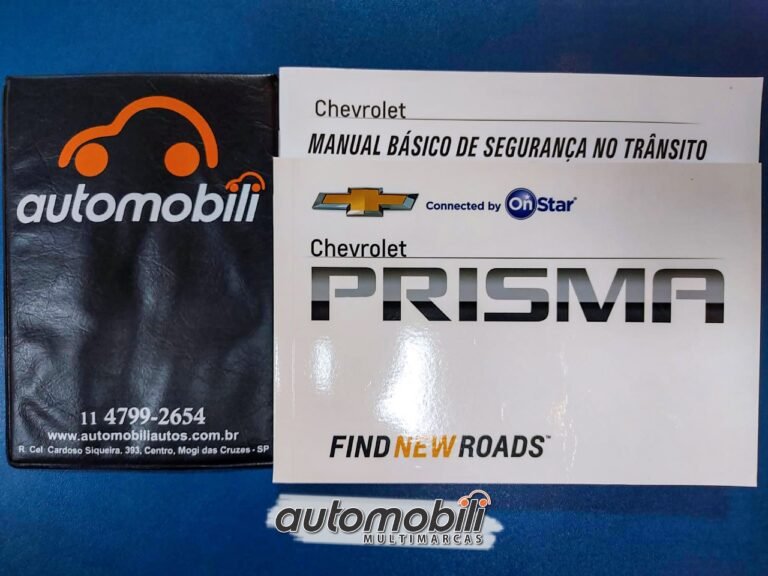 automobili
11 4799-2654
www.automobiliautos.com.br
R. Cel. Cardoso Siqueira, 393, Centro, Mogi das Cruzes - SP
Chevrolet
MANUAL BÁSICO DE SEGURANÇA NO TRÂNSITO
Connected by OnStar®
Chevrolet
PRISMA
FIND NEW ROADS™
automobili
MULTIMARCAS